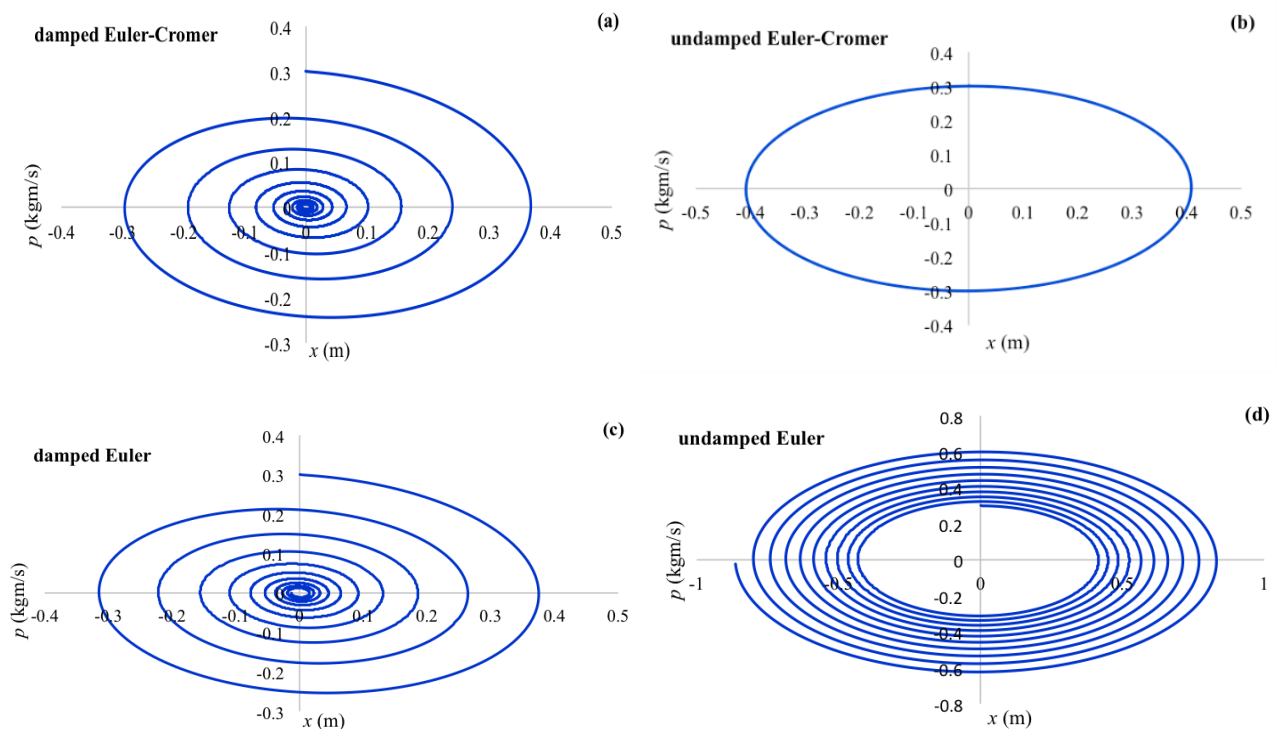 damped Euler-Cromer
(a)
0.4
0.3
0.2
0.1
0
-0.1
-0.2
-0.3
-0.4 -0.3 -0.2 -0.1 0 0.1 0.2 0.3 0.4 0.5
p (kgm/s)
x (m)
undamped Euler-Cromer
(b)
0.4
0.3
0.2
0.1
0
-0.1
-0.2
-0.3
-0.4
-0.5 -0.4 -0.3 -0.2 -0.1 0 0.1 0.2 0.3 0.4 0.5
p (kgm/s)
x (m)
damped Euler
(c)
0.4
0.3
0.2
0.1
0
-0.1
-0.2
-0.3
-0.4 -0.3 -0.2 -0.1 0 0.1 0.2 0.3 0.4 0.5
p (kgm/s)
x (m)
undamped Euler
(d)
0.8
0.6
0.4
0.2
0
-0.2
-0.4
-0.6
-0.8
-1 -0.5 0 0.5 1
p (kgm/s)
x (m)